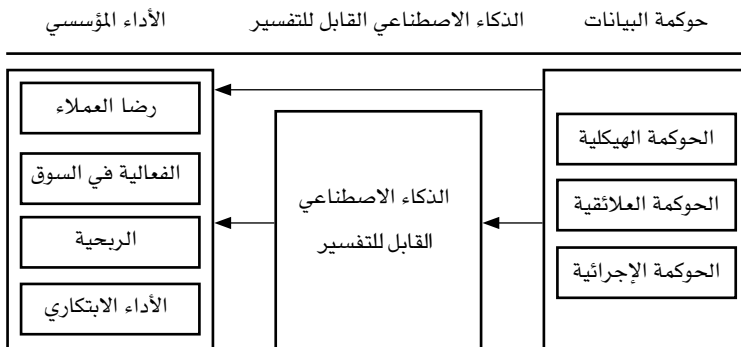 حوكمة البيانات
الذكاء الاصطناعي القابل للتفسير
الأداء المؤسسي
الحوكمة الهيكلية
الحوكمة العلائقية
الحوكمة الإجرائية
الذكاء الاصطناعي
القابل للتفسير
رضا العملاء
الفعالية في السوق
الربحية
الأداء الابتكاري